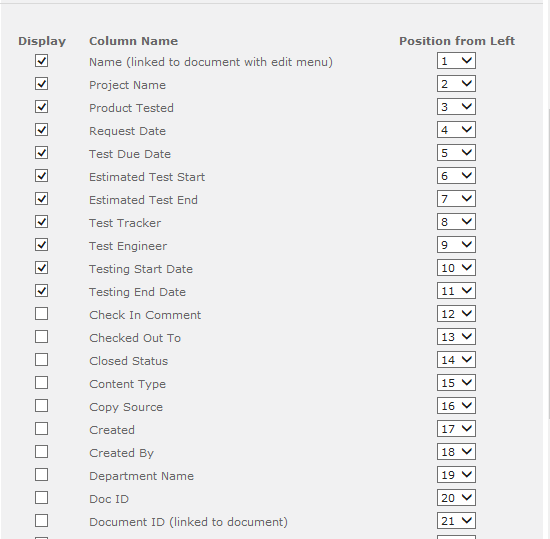 Display Column Name Position from Left
Name (linked to document with edit menu) 1
Project Name 2
Product Tested 3
Request Date 4
Test Due Date 5
Estimated Test Start 6
Estimated Test End 7
Test Tracker 8
Test Engineer 9
Testing Start Date 10
Testing End Date 11
Check In Comment 12
Checked Out To 13
Closed Status 14
Content Type 15
Copy Source 16
Created 17
Created By 18
Department Name 19
Doc ID 20
Document ID (linked to document) 21